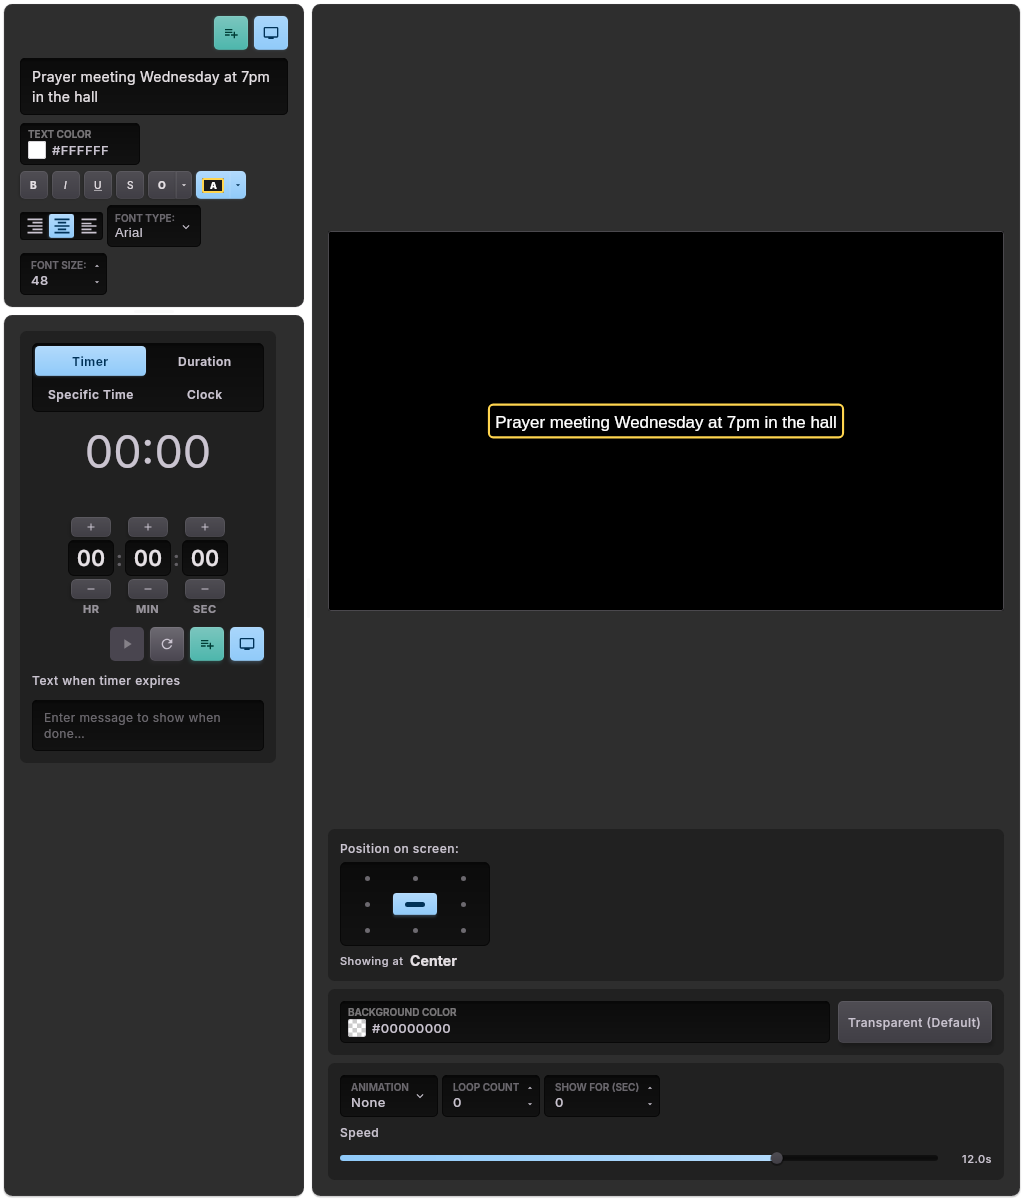 Prayer meeting Wednesday at 7pm
in the hall
TEXT COLOR
#FFFFFF
B I U S O A
FONT TYPE:
Arial
FONT SIZE:
48
Timer Duration
Specific Time Clock
00:00
+ + +
00 : 00 : 00
− − −
HR MIN SEC
Text when timer expires
Enter message to show when
done...
Prayer meeting Wednesday at 7pm in the hall
Position on screen:
Showing at Center
BACKGROUND COLOR
#00000000
Transparent (Default)
ANIMATION LOOP COUNT SHOW FOR (SEC)
None 0 0
Speed
12.0s